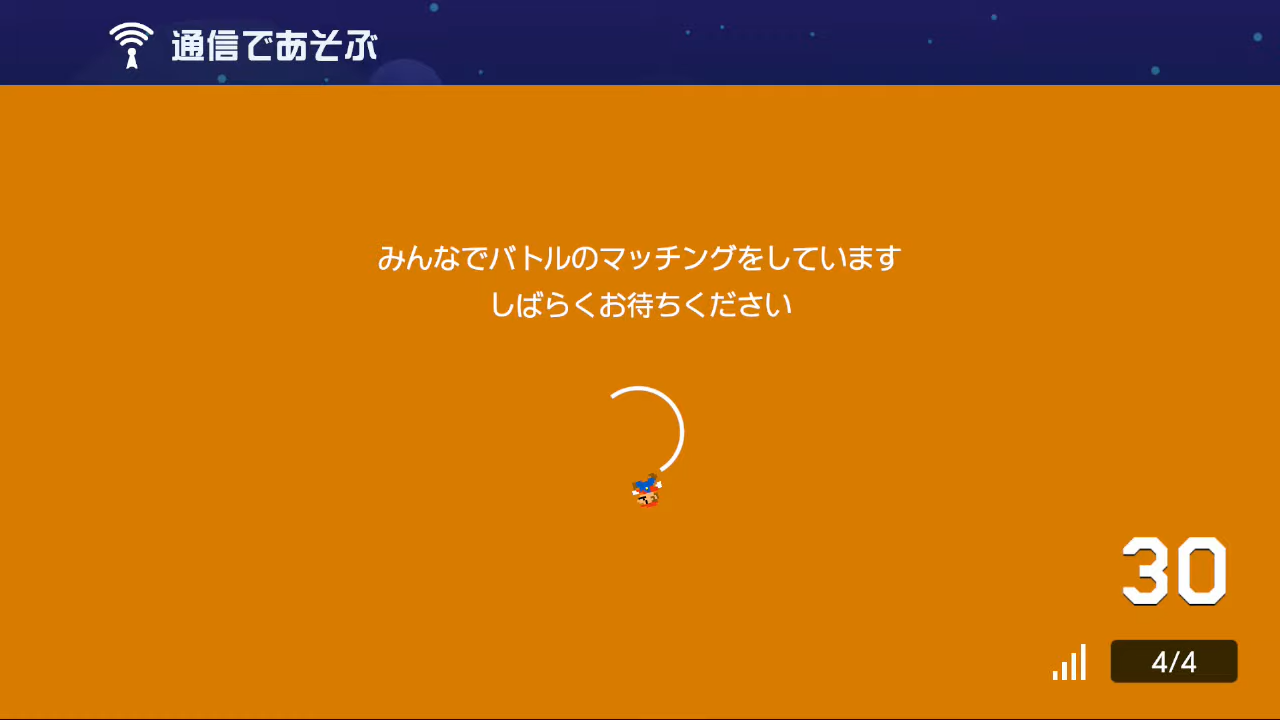 通信であそぶ
みんなでバトルのマッチングをしています
しばらくお待ちください
30
4/4